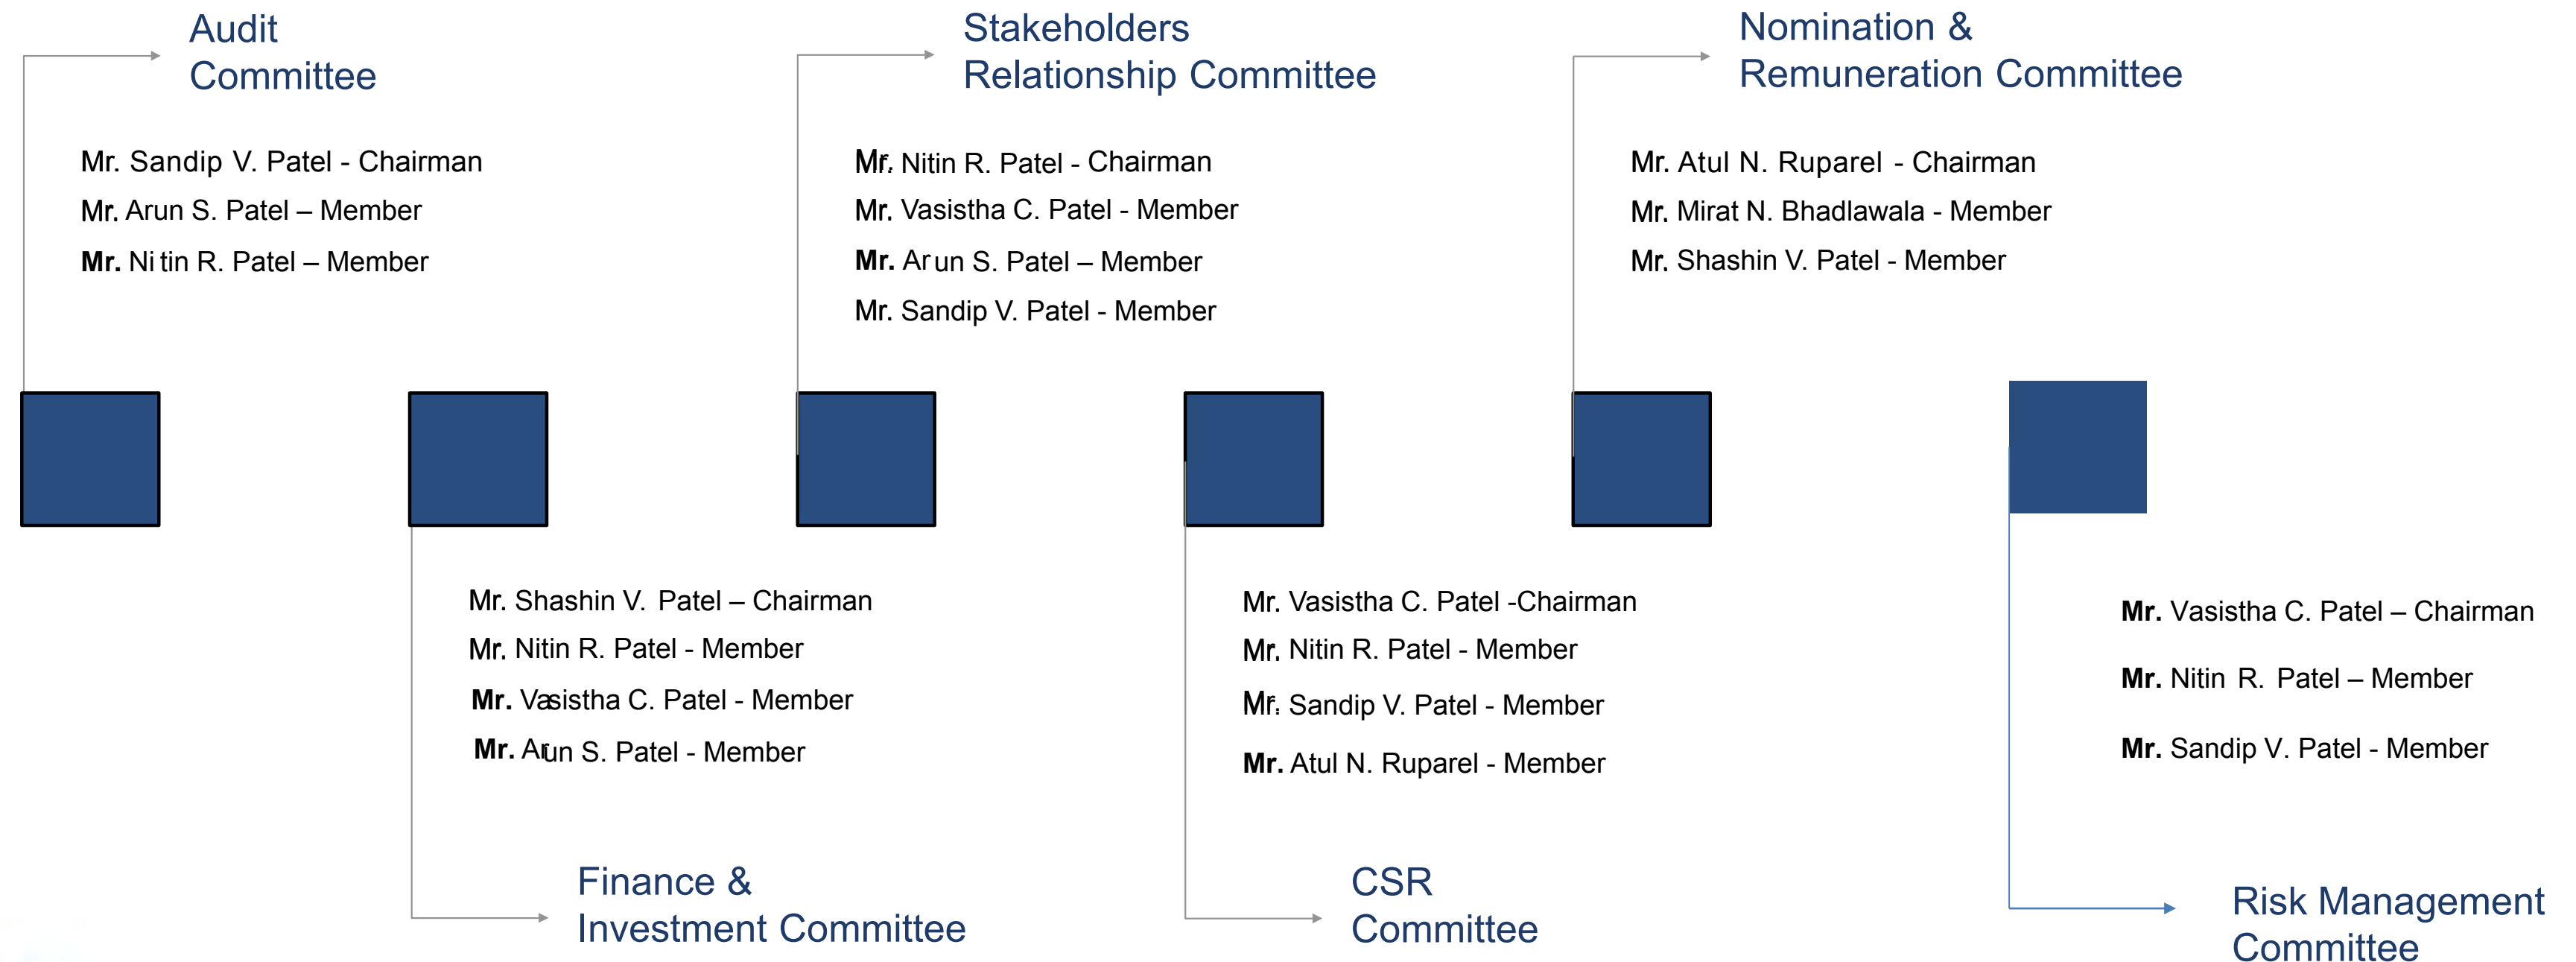 Audit
Committee
Mr. Sandip V. Patel - Chairman
Mr. Arun S. Patel – Member
Mr. Nitin R. Patel – Member
Stakeholders
Relationship Committee
Mr. Nitin R. Patel - Chairman
Mr. Vasistha C. Patel - Member
Mr. Arun S. Patel – Member
Mr. Sandip V. Patel - Member
Nomination &
Remuneration Committee
Mr. Atul N. Ruparel - Chairman
Mr. Mirat N. Bhadlawala - Member
Mr. Shashin V. Patel - Member
Mr. Shashin V. Patel – Chairman
Mr. Nitin R. Patel - Member
Mr. Vasistha C. Patel - Member
Mr. Arun S. Patel - Member
Finance &
Investment Committee
Mr. Vasistha C. Patel -Chairman
Mr. Nitin R. Patel - Member
Mr. Sandip V. Patel - Member
Mr. Atul N. Ruparel - Member
CSR
Committee
Mr. Vasistha C. Patel – Chairman
Mr. Nitin R. Patel – Member
Mr. Sandip V. Patel - Member
Risk Management
Committee